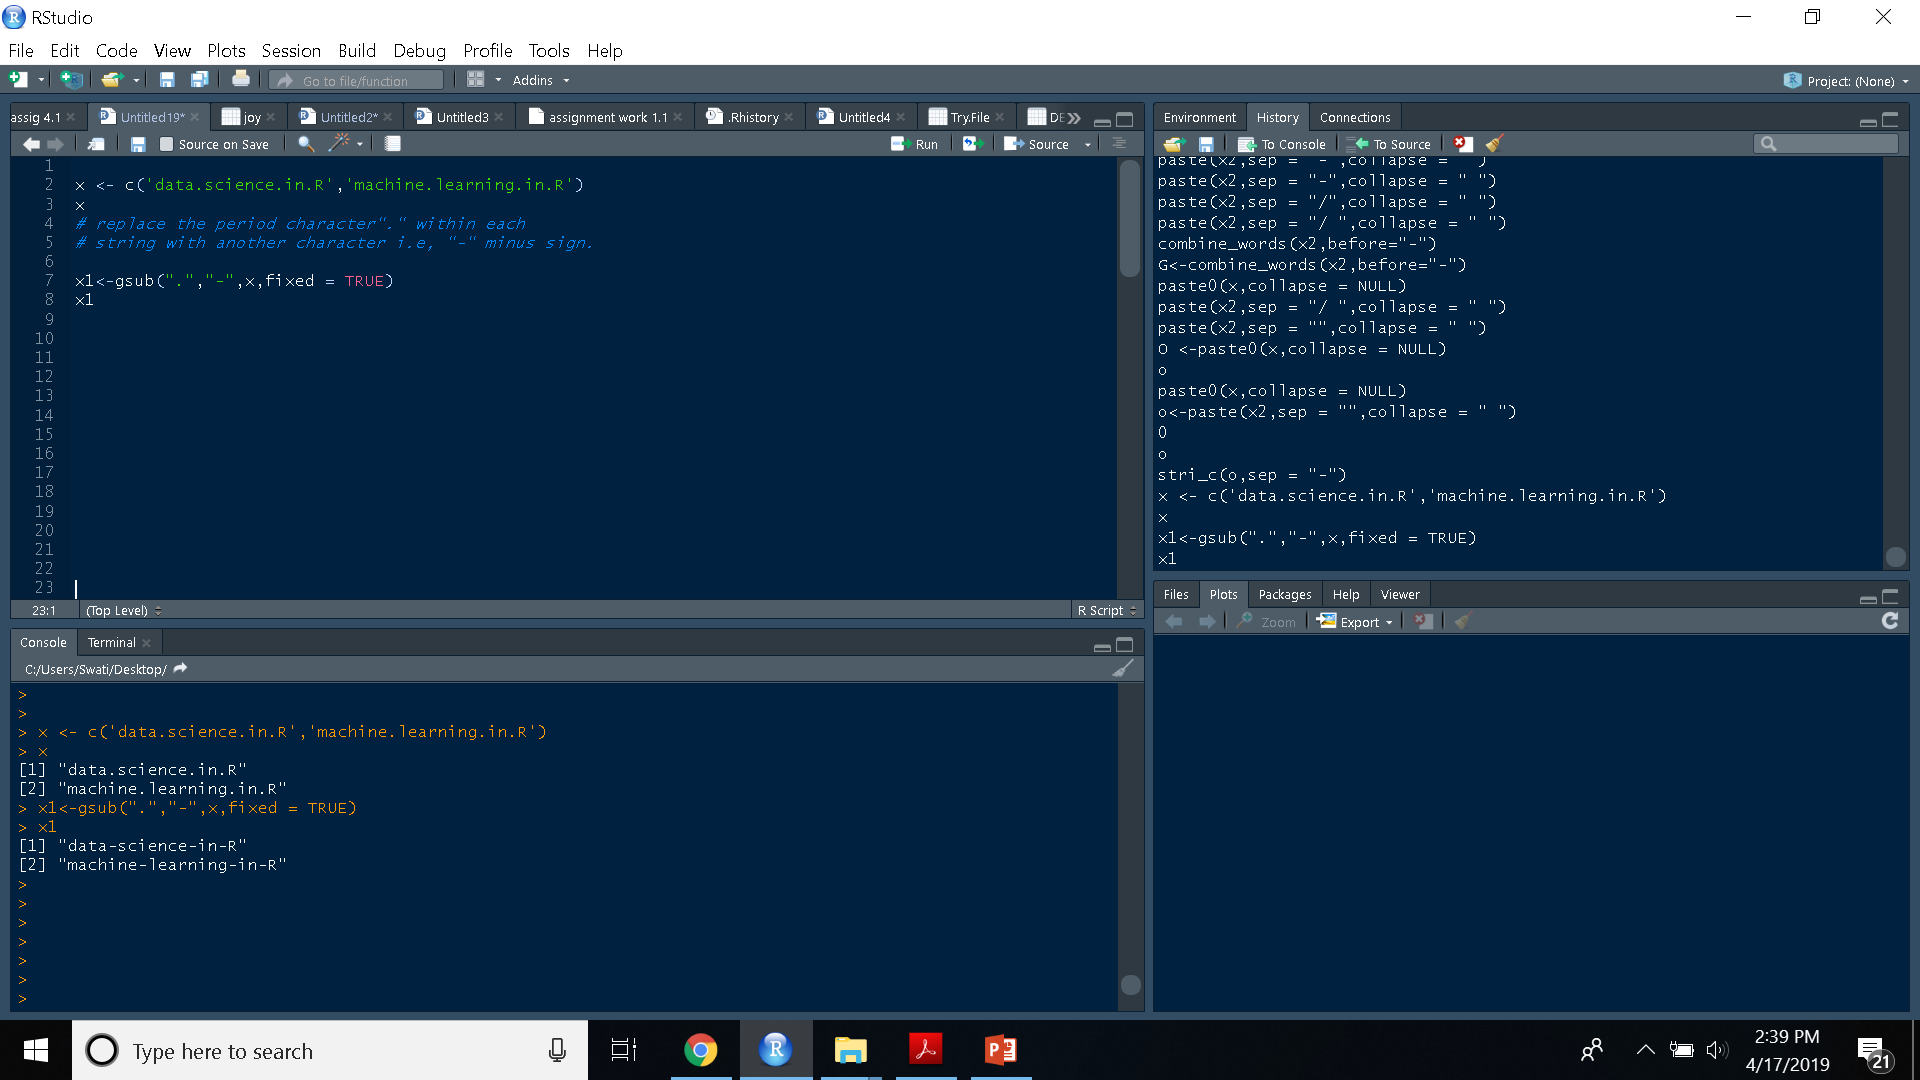 RStudio
File Edit Code View Plots Session Build Debug Profile Tools Help
Go to file/function Addins Project: (None)
assig 4.1 Untitled19* joy Untitled2* Untitled3 assignment work 1.1 .Rhistory Untitled4 Try.File DE
Source on Save Run Source
1
2 x <- c('data.science.in.R','machine.learning.in.R')
3 x
4 # replace the period character“.“ within each
5 # string with another character i.e, “-“ minus sign.
6
7 x1<-gsub(".","-",x,fixed = TRUE)
8 x1
9
10
11
12
13
14
15
16
17
18
19
20
21
22
23
23:1 (Top Level) R Script
Console Terminal
C:/Users/Swati/Desktop/
>
>
> x <- c('data.science.in.R','machine.learning.in.R')
> x
[1] "data.science.in.R"
[2] "machine.learning.in.R"
> x1<-gsub(".","-",x,fixed = TRUE)
> x1
[1] "data-science-in-R"
[2] "machine-learning-in-R"
>
>
>
>
>
>
>
Environment History Connections
To Console To Source
paste(x2,sep = "-",collapse = " ")
paste(x2,sep = "-",collapse = " ")
paste(x2,sep = "/",collapse = " ")
paste(x2,sep = "/ ",collapse = " ")
combine_words(x2,before="-")
G<-combine_words(x2,before="-")
paste0(x,collapse = NULL)
paste(x2,sep = "/ ",collapse = " ")
paste(x2,sep = "",collapse = " ")
O <-paste0(x,collapse = NULL)
o
paste0(x,collapse = NULL)
o<-paste(x2,sep = "",collapse = " ")
0
o
stri_c(o,sep = "-")
x <- c('data.science.in.R','machine.learning.in.R')
x
x1<-gsub(".","-",x,fixed = TRUE)
x1
Files Plots Packages Help Viewer
Zoom Export
Type here to search
2:39 PM
4/17/2019
21